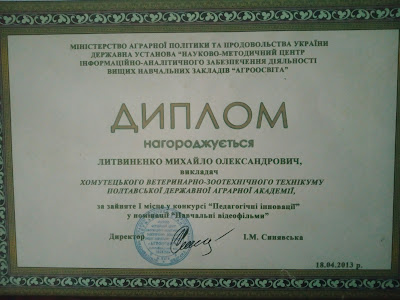 МІНІСТЕРСТВО АГРАРНОЇ ПОЛІТИКИ ТА ПРОДОВОЛЬСТВА УКРАЇНИ
ДЕРЖАВНА УСТАНОВА "НАУКОВО-МЕТОДИЧНИЙ ЦЕНТР
ІНФОРМАЦІЙНО-АНАЛІТИЧНОГО ЗАБЕЗПЕЧЕННЯ ДІЯЛЬНОСТІ
ВИЩИХ НАВЧАЛЬНИХ ЗАКЛАДІВ "АГРООСВІТА"
ДИПЛОМ
нагороджується
ЛИТВИНЕНКО МИХАЙЛО ОЛЕКСАНДРОВИЧ,
викладач
ХОМУТЕЦЬКОГО ВЕТЕРИНАРНО-ЗООТЕХНІЧНОГО ТЕХНІКУМУ
ПОЛТАВСЬКОЇ ДЕРЖАВНОЇ АГРАРНОЇ АКАДЕМІЇ,
за зайняте І місце у конкурсі "Педагогічні інновації"
у номінації "Навчальні відеофільми"
Директор І.М. Синявська
18.04.2013 р.